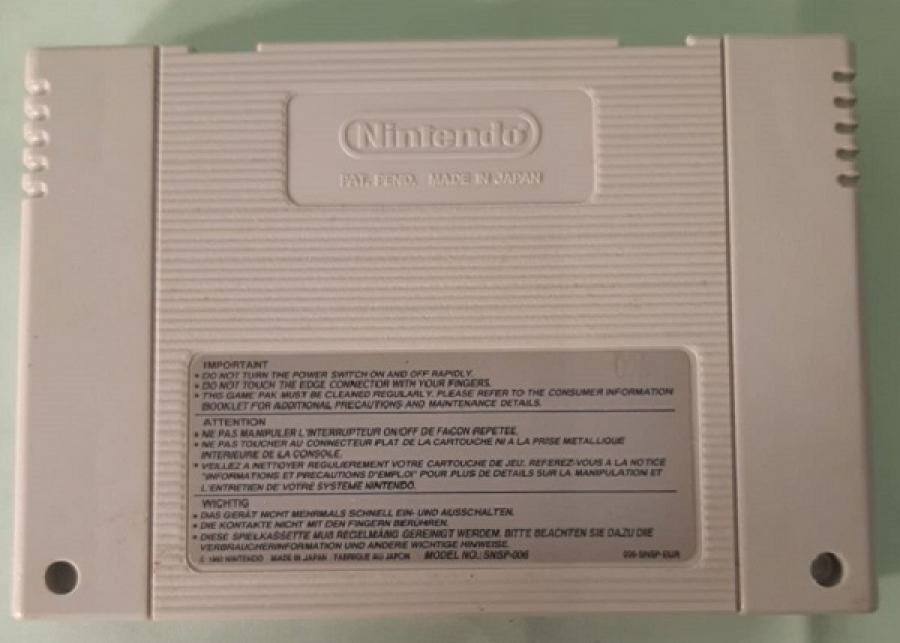 Nintendo®
PAT. PEND. MADE IN JAPAN
IMPORTANT
• DO NOT TURN THE POWER SWITCH ON AND OFF RAPIDLY.
• DO NOT TOUCH THE EDGE CONNECTION WITH YOUR FINGERS.
• THIS GAME PAK MUST BE CLEANED REGULARLY. PLEASE REFER TO THE CONSUMER INFORMATION
BOOKLET FOR ADDITIONAL PRECAUTIONS AND MAINTENANCE DETAILS.
ATTENTION
• NE PAS MANIPULER L'INTERRUPTEUR ON/OFF DE FACON REPETEE.
• NE PAS TOUCHER AU CONNECTEUR PLAT DE LA CARTOUCHE NI A LA PRISE METALLIQUE
INTERIEURE DE LA CONSOLE.
• VEILLEZ A NETTOYER REGULIEREMENT VOTRE CARTOUCHE DE JEU. REFEREZ-VOUS A LA NOTICE
"INFORMATIONS ET PRECAUTIONS D'EMPLOI" POUR PLUS DE DETAILS SUR LA MANIPULATION ET
L'ENTRETIEN DE VOTRE SYSTEME NINTENDO.
WICHTIG
• DAS GERÄT NICHT MEHRMALS SCHNELL EIN- UND AUSSCHALTEN.
• DIE KONTAKTE NICHT MIT DEN FINGERN BERÜHREN.
• DIESE SPIELKASSETTE MUß REGELMÄßIG GEREINIGT WERDEN. BITTE BEACHTEN SIE DAZU DIE
VERBRAUCHERINFORMATION UND ANDERE WICHTIGE HINWEISE.
© NINTENDO MADE IN JAPAN / FABRIQUE AU JAPON MODEL NO.: SNSP-006 SNSP-EUR